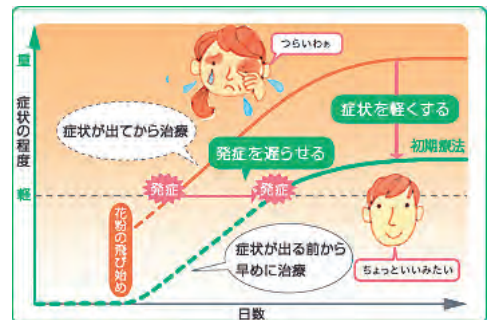 重
症状の程度
軽
つらいわぁ
症状が出てから治療
症状を軽くする
発症を遅らせる
初期療法
発症
発症
花粉の飛び始め
症状が出る前から
早めに治療
ちょっといいみたい
日数